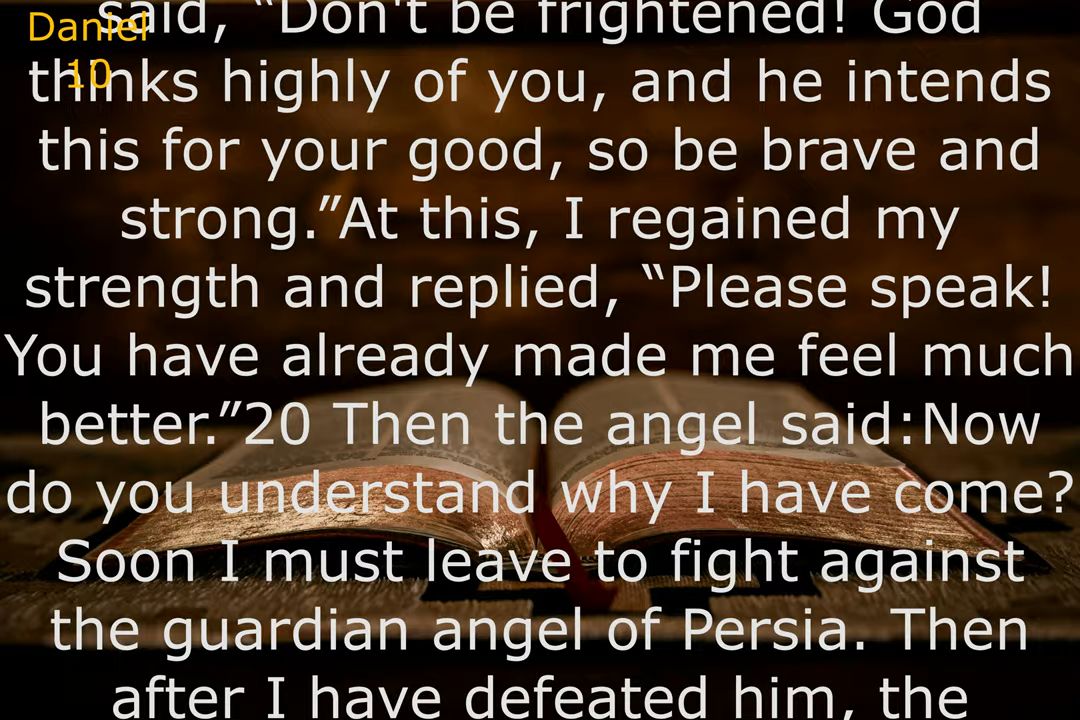 Daniel
10
said, “Don't be frightened! God
thinks highly of you, and he intends
this for your good, so be brave and
strong.”At this, I regained my
strength and replied, “Please speak!
You have already made me feel much
better.”20 Then the angel said:Now
do you understand why I have come?
Soon I must leave to fight against
the guardian angel of Persia. Then
after I have defeated him, the